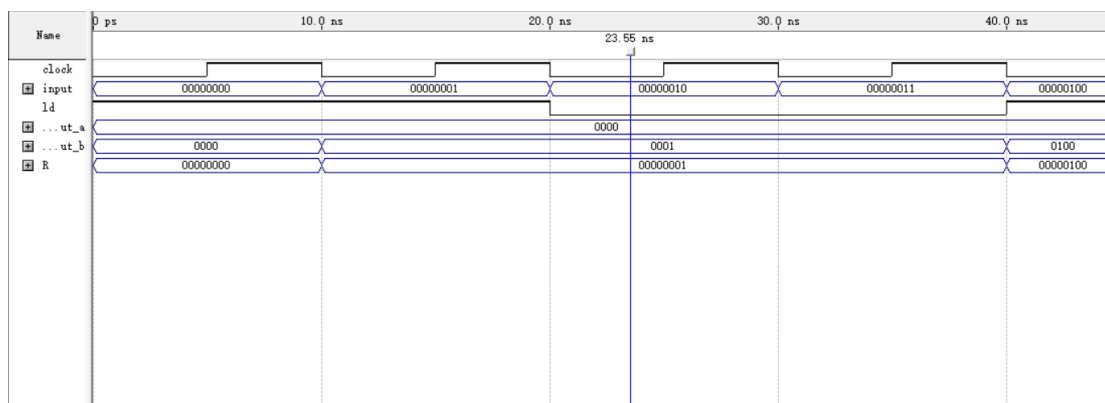 Name
0 ps 10.0 ns 20.0 ns 30.0 ns 40.0 ns
23.55 ns
clock
input 00000000 00000001 00000010 00000011 00000100
ld
...ut_a 0000
...ut_b 0000 0001 0100
R 00000000 00000001 00000100